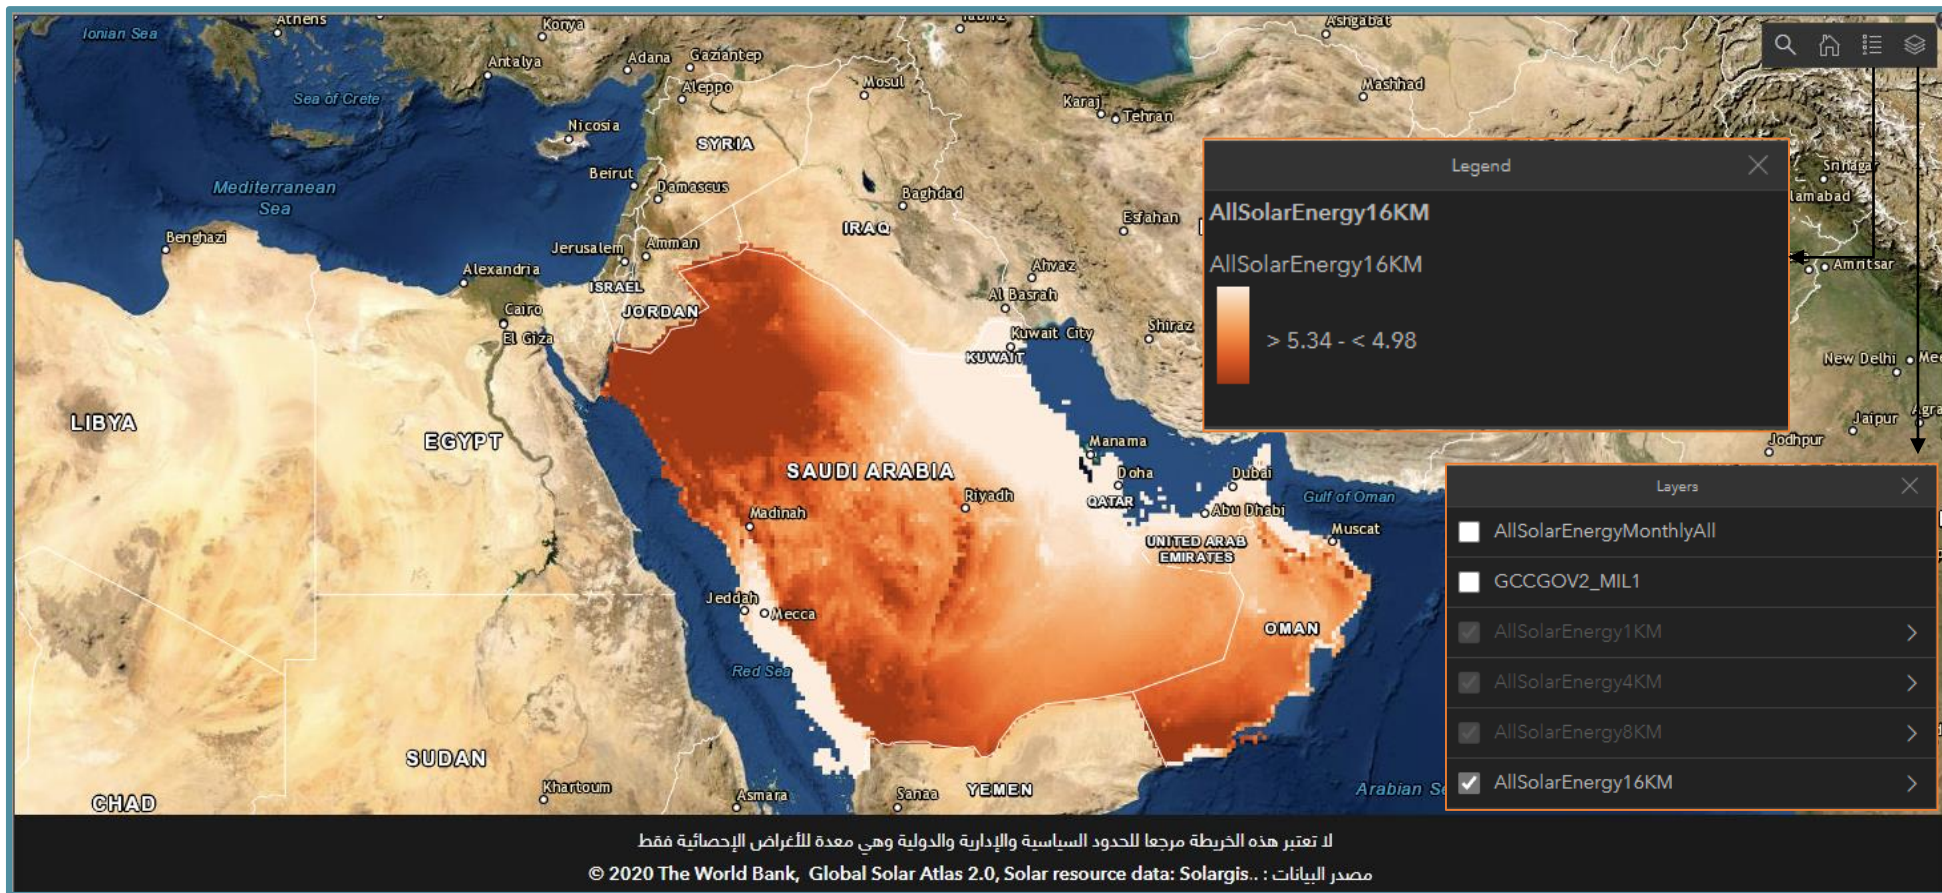 Athens
Konya
Tabriz
Ashgabat
Ionian Sea
Antalya
Adana
Gaziantep
Mosul
Mashhad
Sea of Crete
Aleppo
Karaj
Tehran
Nicosia
SYRIA
Beirut
Damascus
Baghdad
Mediterranean
Sea
Esfahan
IRAQ
Srinagar
lamabad
Benghazi
Jerusalem
Amman
Alexandria
ISRAEL
Ahvaz
Amritsar
Cairo
JORDAN
Al Basrah
El Giza
Kuwait City
Shiraz
KUWAIT
New Delhi
Mee
LIBYA
EGYPT
Manama
Jaipur
Agra
Jodhpur
SAUDI ARABIA
Doha
Dubai
Riyadh
QATAR
Abu Dhabi
Gulf of Oman
Madinah
Muscat
UNITED ARAB
EMIRATES
Jeddah
Mecca
OMAN
Red Sea
SUDAN
Khartoum
Asmara
Sanaa
YEMEN
Arabian Se
CHAD
Legend
AllSolarEnergy16KM
AllSolarEnergy16KM
> 5.34 - < 4.98
Layers
AllSolarEnergyMonthlyAll
GCCGOV2_MIL1
AllSolarEnergy1KM
AllSolarEnergy4KM
AllSolarEnergy8KM
AllSolarEnergy16KM
لا تعتبر هذه الخريطة مرجعا للحدود السياسية والإدارية والدولية وهي معدة للأغراض الإحصائية فقط
مصدر البيانات : ..© 2020 The World Bank, Global Solar Atlas 2.0, Solar resource data: Solargis